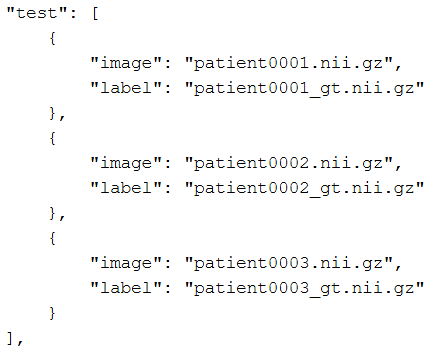 "test": [
    {
        "image": "patient0001.nii.gz",
        "label": "patient0001_gt.nii.gz"
    },
    {
        "image": "patient0002.nii.gz",
        "label": "patient0002_gt.nii.gz"
    },
    {
        "image": "patient0003.nii.gz",
        "label": "patient0003_gt.nii.gz"
    }
],